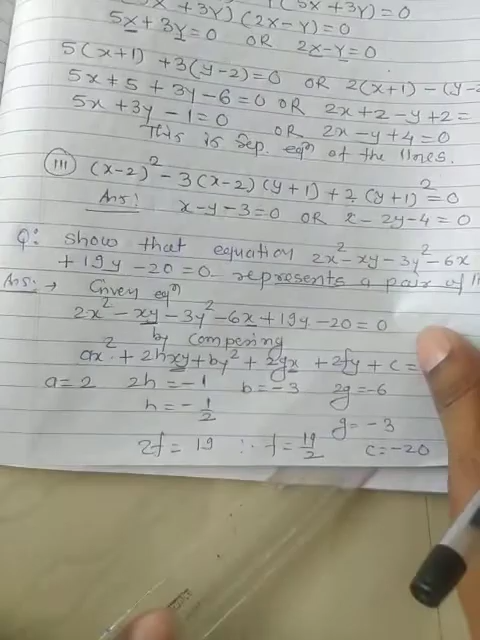 x + 3Y) (5x + 3Y) = 0
(2x - Y) = 0
5x + 3Y = 0 OR 2x - Y = 0
5(x+1) + 3(y-2) = 0 OR 2(x+1) - (y-2
5x + 5 + 3y - 6 = 0 OR 2x + 2 - y + 2 =
5x + 3y - 1 = 0 OR 2x - y + 4 = 0
This is sep. eqn of the lines.
(III) (x-2)² - 3(x-2)(y+1) + 2(y+1)² = 0
Ans: x - y - 3 = 0 OR x - 2y - 4 = 0
Q: show that equation 2x² - xy - 3y² - 6x
+ 19y - 20 = 0 represents a pair of
Ans: → Given eqn
2x² - xy - 3y² - 6x + 19y - 20 = 0
by compering
ax² + 2hxy + by² + 2gx + 2fy + c =
a = 2 2h = -1 b = -3 2g = -6
h = -1/2 g = -3
2f = 19 ∴ f = 19/2 c = -20